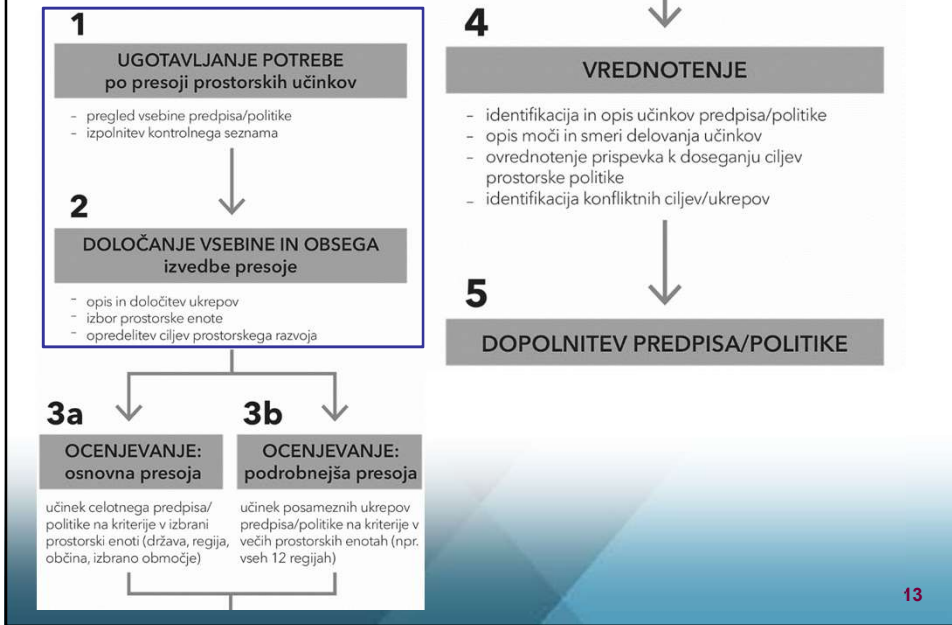 1
UGOTAVLJANJE POTREBE
po presoji prostorskih učinkov
- pregled vsebine predpisa/politike
- izpolnitev kontrolnega seznama
2
DOLOČANJE VSEBINE IN OBSEGA
izvedbe presoje
- opis in določitev ukrepov
- izbor prostorske enote
- opredelitev ciljev prostorskega razvoja
3a
OCENJEVANJE:
osnovna presoja
učinek celotnega predpisa/
politike na kriterije v izbrani
prostorski enoti (država, regija,
občina, izbrano območje)
3b
OCENJEVANJE:
podrobnejša presoja
učinek posameznih ukrepov
predpisa/politike na kriterije v
večih prostorskih enotah (npr.
vseh 12 regijah)
4
VREDNOTENJE
- identifikacija in opis učinkov predpisa/politike
- opis moči in smeri delovanja učinkov
- ovrednotenje prispevka k doseganju ciljev
prostorske politike
- identifikacija konfliktnih ciljev/ukrepov
5
DOPOLNITEV PREDPISA/POLITIKE
13